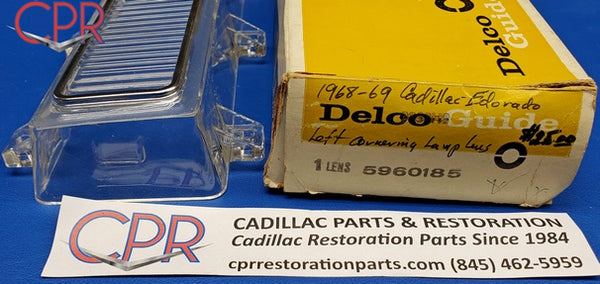 CPR
Delco
Guide
1968-69 Cadillac Eldorado
Delco Guide
$25.00
Left cornering Lamp Lens
1 LENS 5960185
CPR
CADILLAC PARTS & RESTORATION
Cadillac Restoration Parts Since 1984
cprrestorationparts.com (845) 462-5959